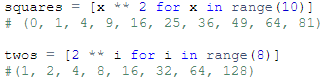 squares = [x ** 2 for x in range(10)]
# (0, 1, 4, 9, 16, 25, 36, 49, 64, 81)
twos = [2 ** i for i in range(8)]
#(1, 2, 4, 8, 16, 32, 64, 128)